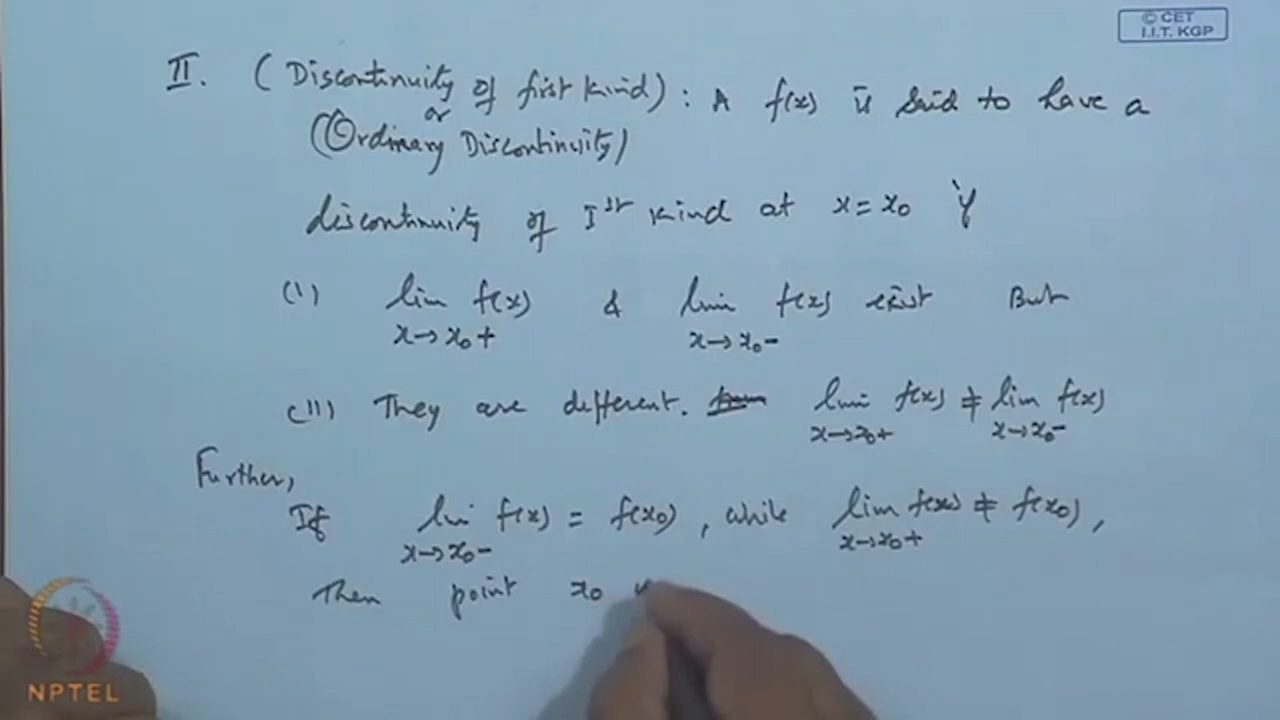 © CET
I.I.T. KGP
II. (Discontinuity of first kind) : A f(x) is said to have a
or
(Ordinary Discontinuity)
discontinuity of Ist kind at x = x0 if
(i) lim f(x) & lim f(x) exist But
x→x0+ x→x0-
(ii) They are different. lim f(x) ≠ lim f(x)
x→x0+ x→x0-
Further,
If lim f(x) = f(x0), while lim f(x) ≠ f(x0),
x→x0- x→x0+
Then point x0
NPTEL